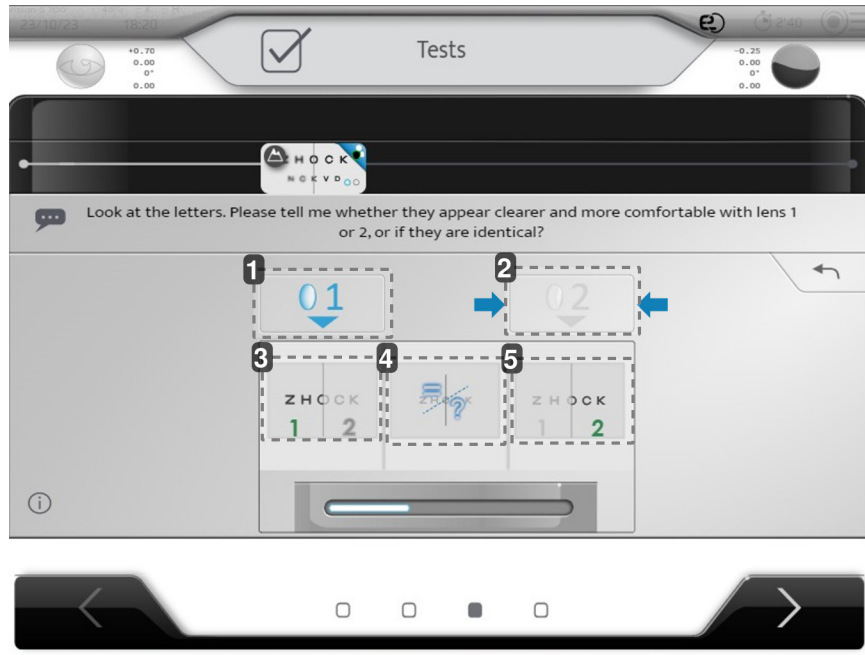 23/10/23 18:20
2'40
Tests
+0.70
0.00
0°
0.00
-0.25
0.00
0°
0.00
ZHOCK
NCKVD
Look at the letters. Please tell me whether they appear clearer and more comfortable with lens 1
or 2, or if they are identical?
1
2
01
02
3
4
5
ZHOCK
ZHOCK
ZHOCK
1 2
= ?
1 2
i